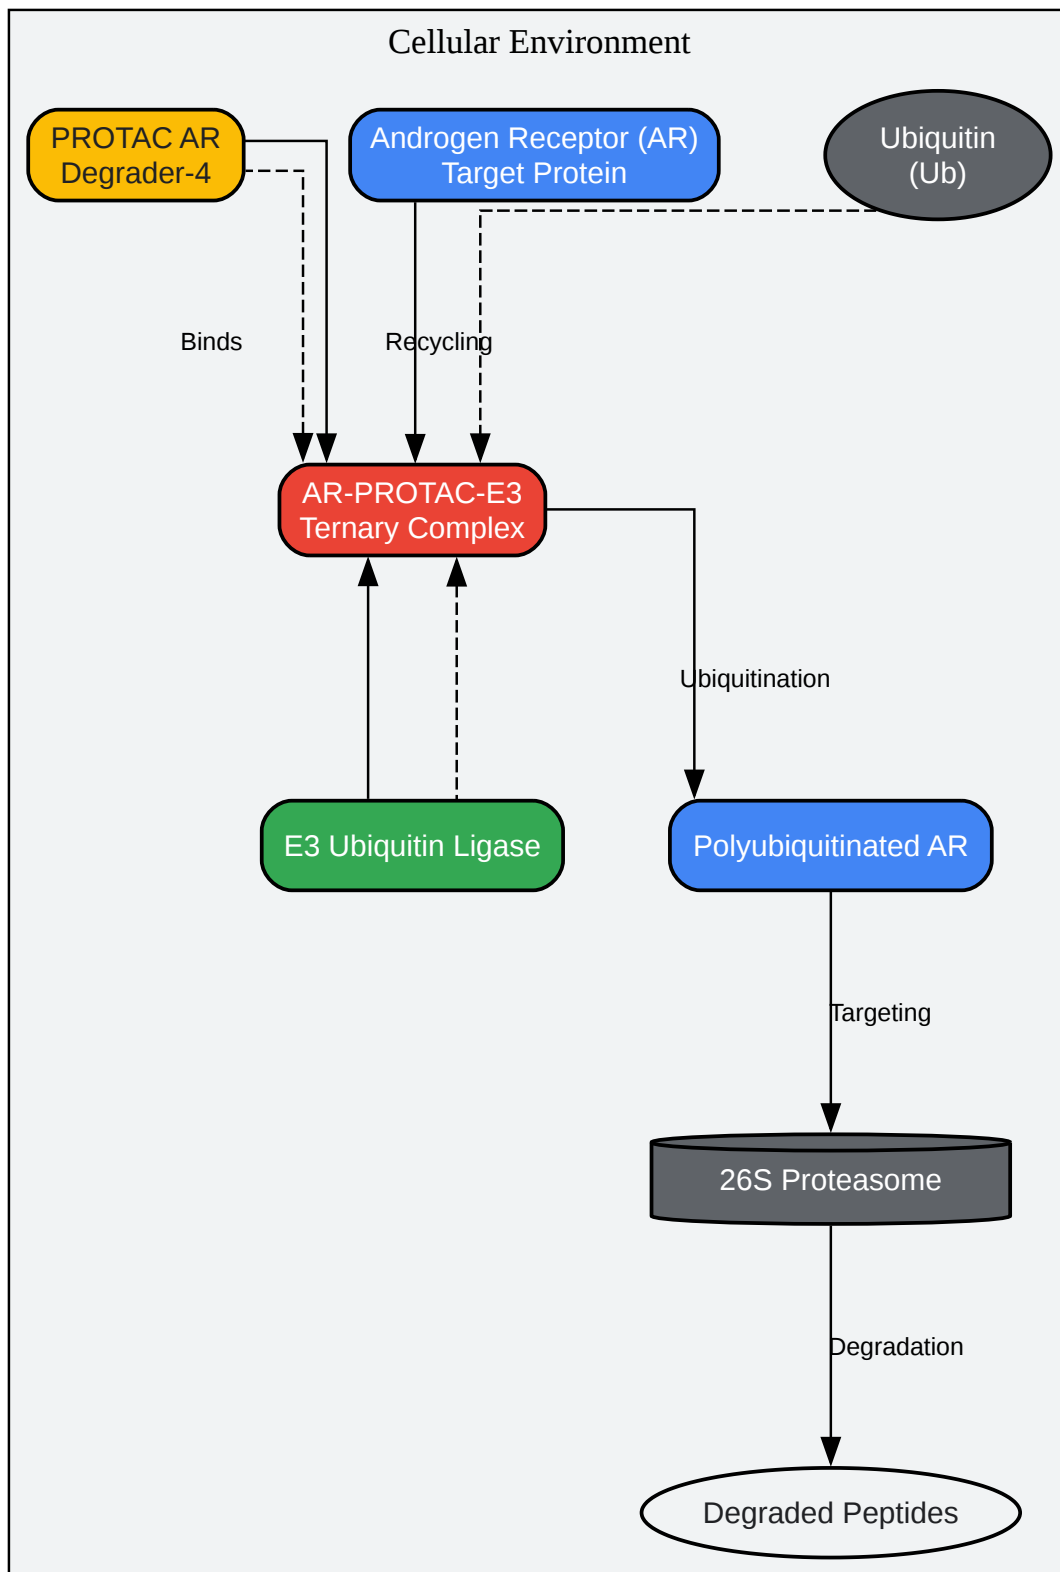 Cellular Environment
PROTAC AR
Degrader-4
Androgen Receptor (AR)
Target Protein
Ubiquitin
(Ub)
Binds
Recycling
AR-PROTAC-E3
Ternary Complex
Ubiquitination
E3 Ubiquitin Ligase
Polyubiquitinated AR
Targeting
26S Proteasome
Degradation
Degraded Peptides